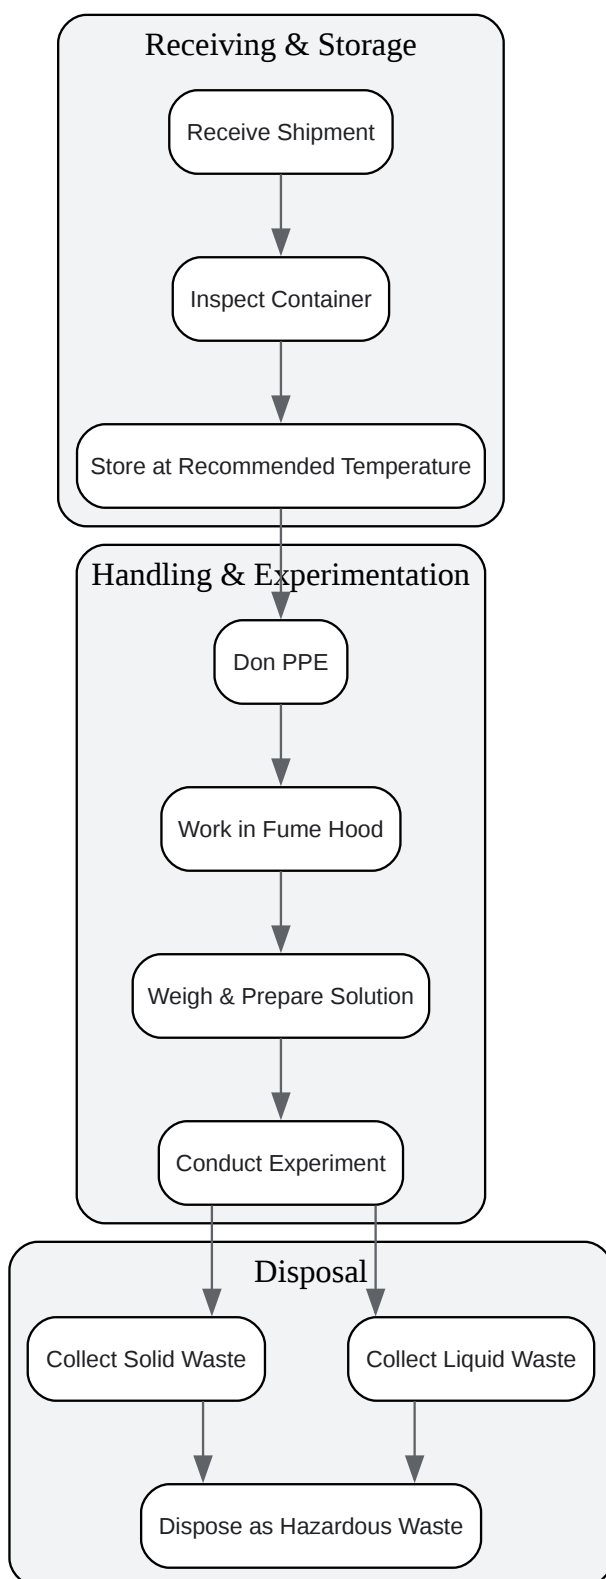 Receiving & Storage
Receive Shipment
Inspect Container
Store at Recommended Temperature
Handling & Experimentation
Don PPE
Work in Fume Hood
Weigh & Prepare Solution
Conduct Experiment
Disposal
Collect Solid Waste
Collect Liquid Waste
Dispose as Hazardous Waste